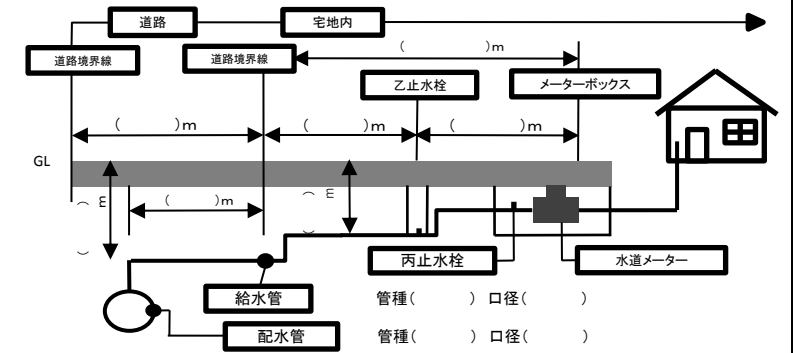 道路 宅地内
( )m
道路境界線 道路境界線
乙止水栓 メーターボックス
( )m ( )m ( )m
GL
( )m ( )m
( )m
丙止水栓 水道メーター
給水管 管種( ) 口径( )
配水管 管種( ) 口径( )